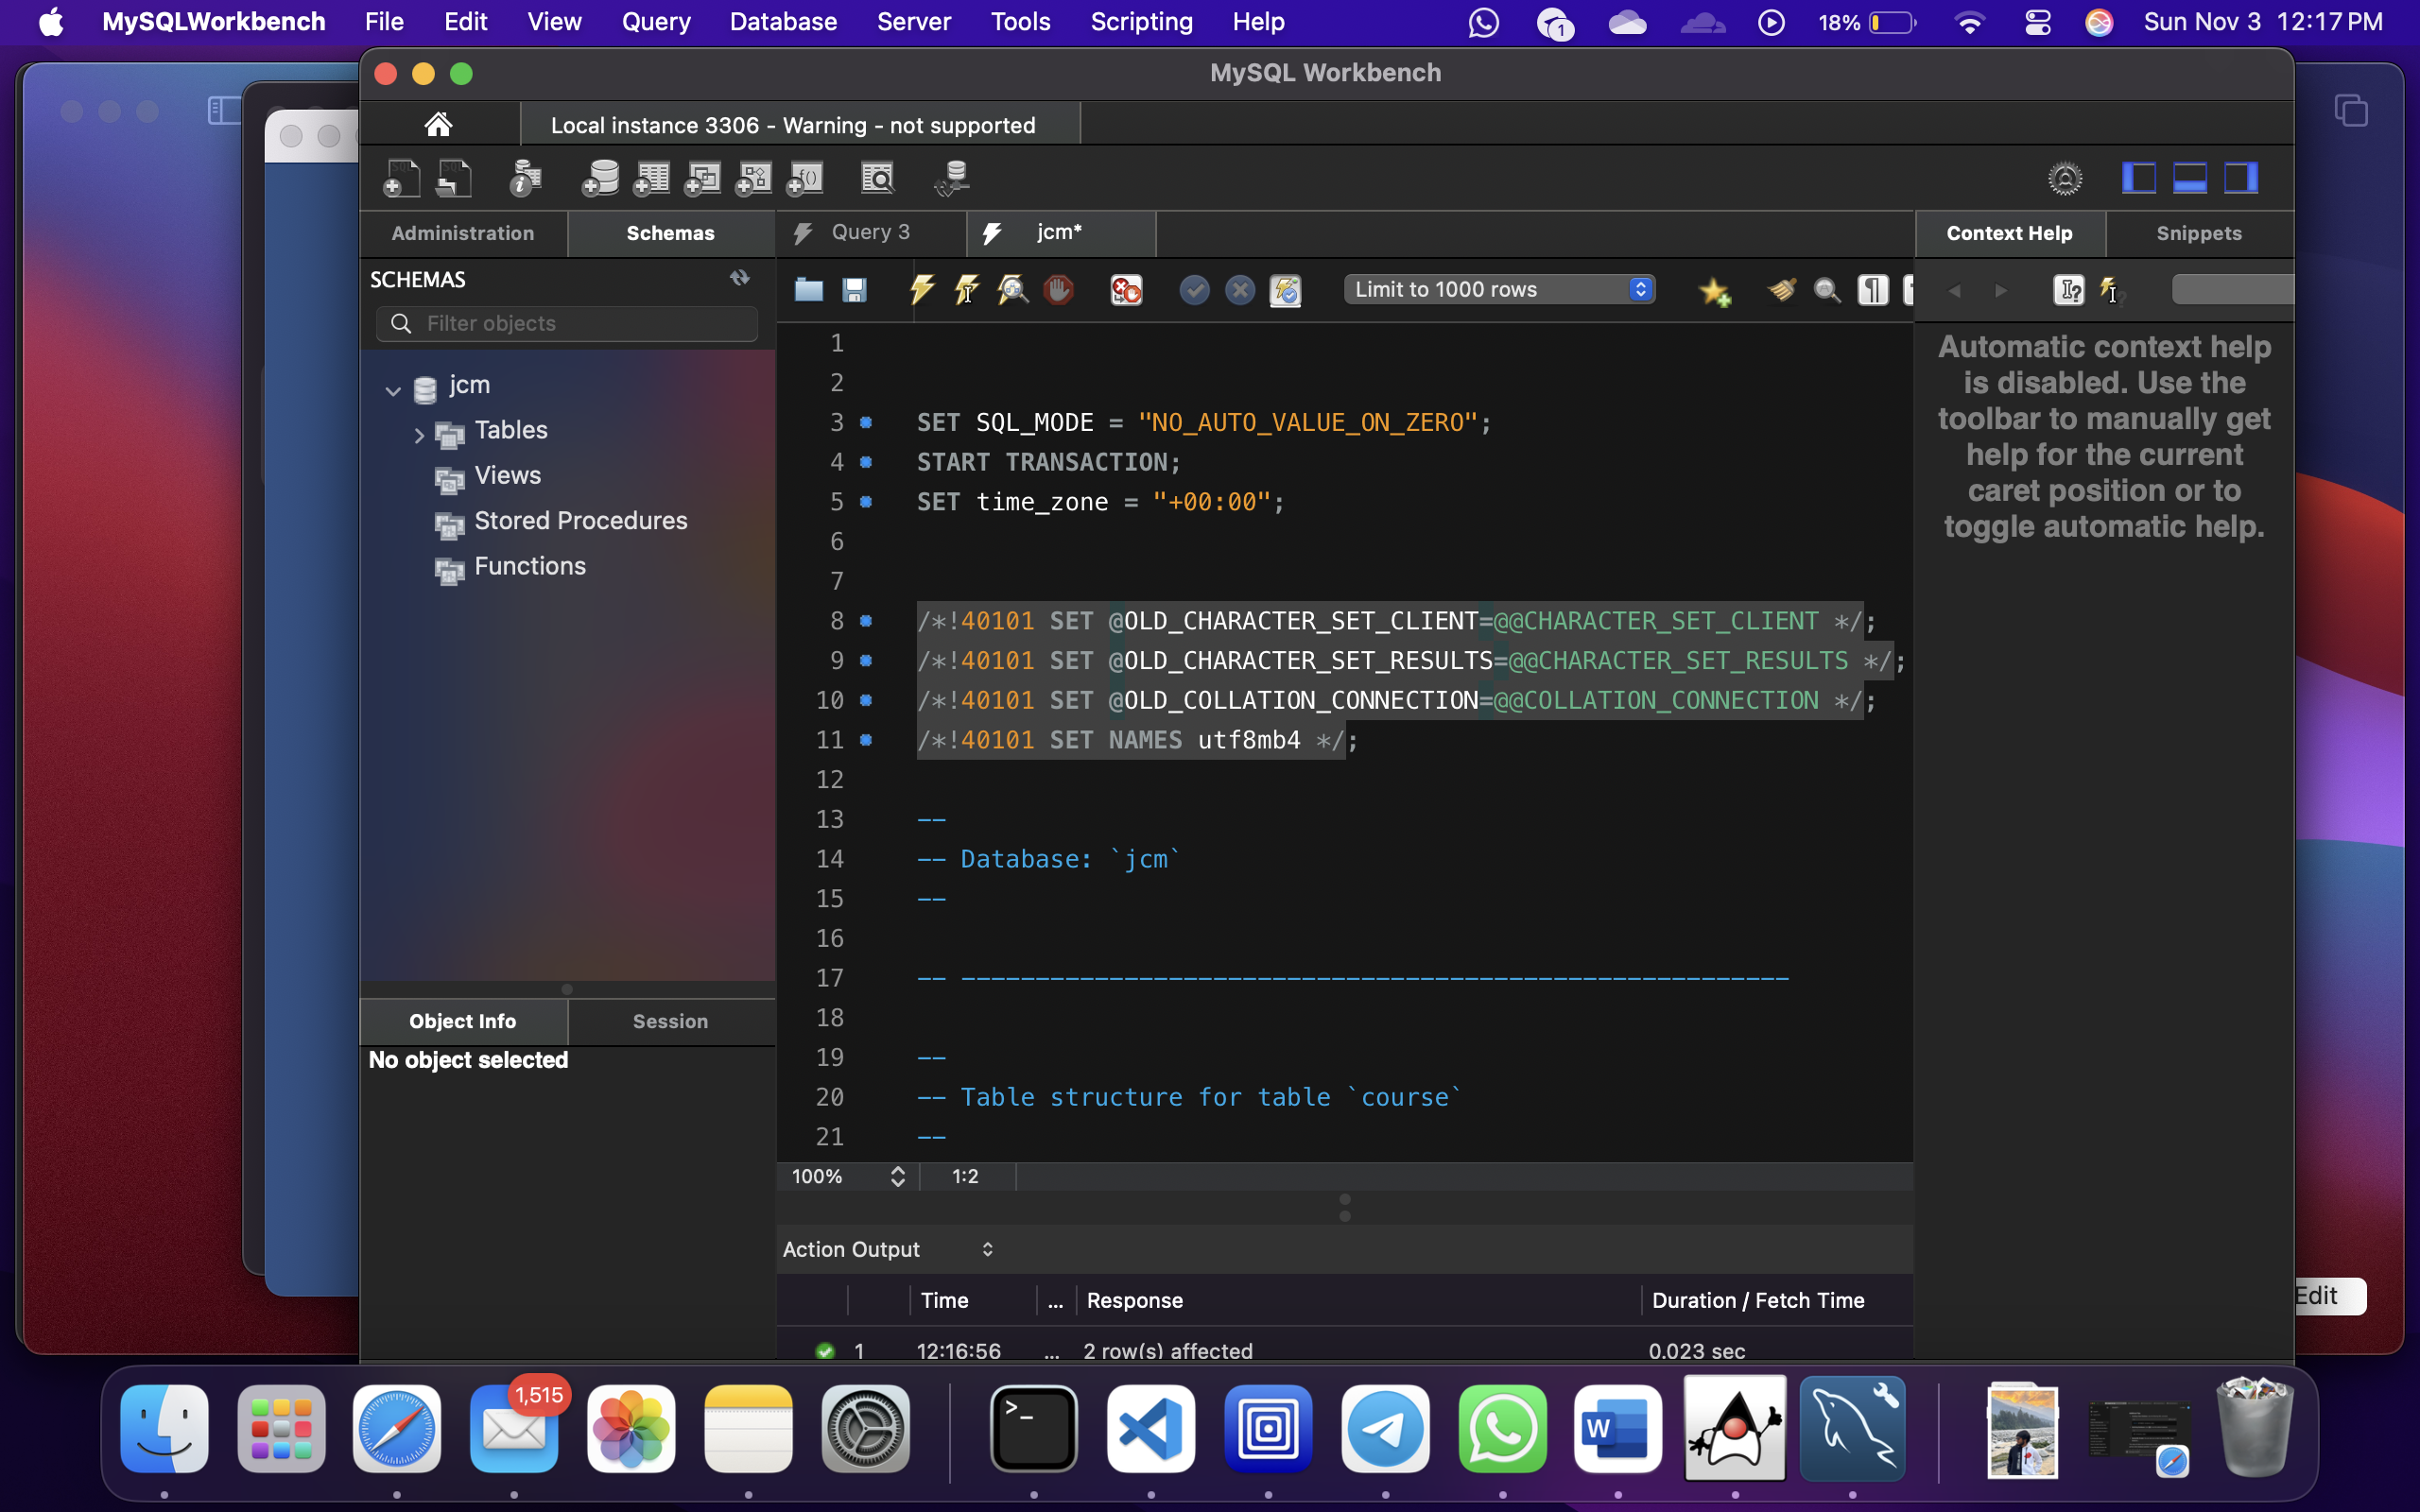 MySQLWorkbench File Edit View Query Database Server Tools Scripting Help 1 18% Sun Nov 3 12:17 PM
MySQL Workbench
Local instance 3306 - Warning - not supported
Administration Schemas Query 3 jcm* Context Help Snippets
SCHEMAS
Limit to 1000 rows
Filter objects
jcm
Tables
Views
Stored Procedures
Functions
1
2
3 SET SQL_MODE = "NO_AUTO_VALUE_ON_ZERO";
4 START TRANSACTION;
5 SET time_zone = "+00:00";
6
7
8 /*!40101 SET @OLD_CHARACTER_SET_CLIENT=@@CHARACTER_SET_CLIENT */;
9 /*!40101 SET @OLD_CHARACTER_SET_RESULTS=@@CHARACTER_SET_RESULTS */;
10 /*!40101 SET @OLD_COLLATION_CONNECTION=@@COLLATION_CONNECTION */;
11 /*!40101 SET NAMES utf8mb4 */;
12
13 --
14 -- Database: `jcm`
15 --
16
17 -- --------------------------------------------------------
18
19 --
20 -- Table structure for table `course`
21 --
Automatic context help
is disabled. Use the
toolbar to manually get
help for the current
caret position or to
toggle automatic help.
Object Info Session
No object selected
100% 1:2
Action Output
Time ... Response Duration / Fetch Time
1 12:16:56 ... 2 row(s) affected 0.023 sec
Edit
1,515
>_
W